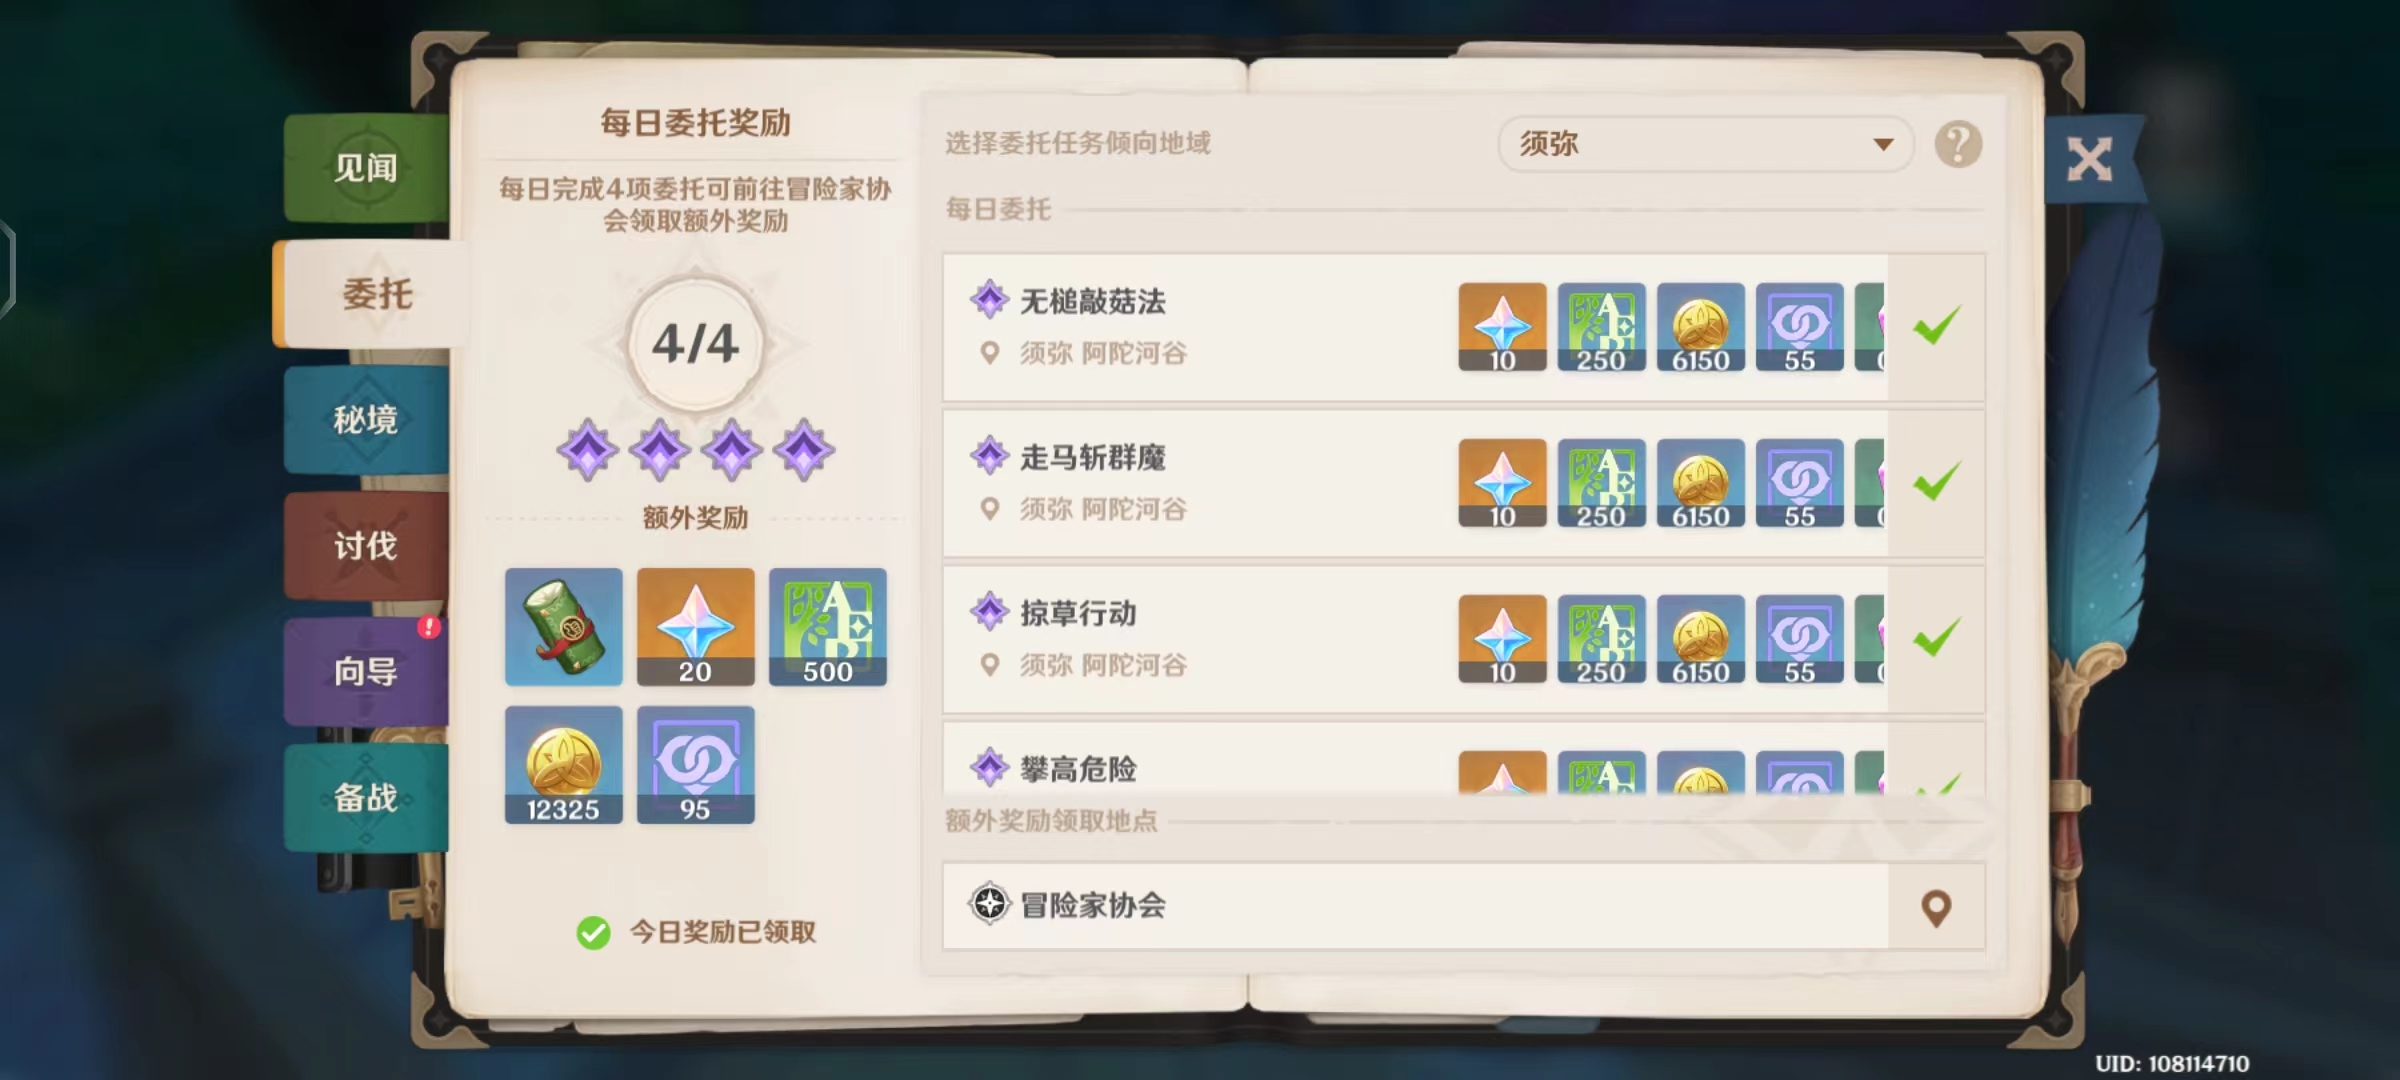 见闻
委托
秘境
讨伐
向导
备战
每日委托奖励
每日完成4项委托可前往冒险家协
会领取额外奖励
4/4
额外奖励
20
500
12325
95
今日奖励已领取
选择委托任务倾向地域
须弥
?
每日委托
无槌敲菇法
须弥 阿陀河谷
10
250
6150
55
走马斩群魔
须弥 阿陀河谷
10
250
6150
55
掠草行动
须弥 阿陀河谷
10
250
6150
55
攀高危险
额外奖励领取地点
冒险家协会
UID: 108114710